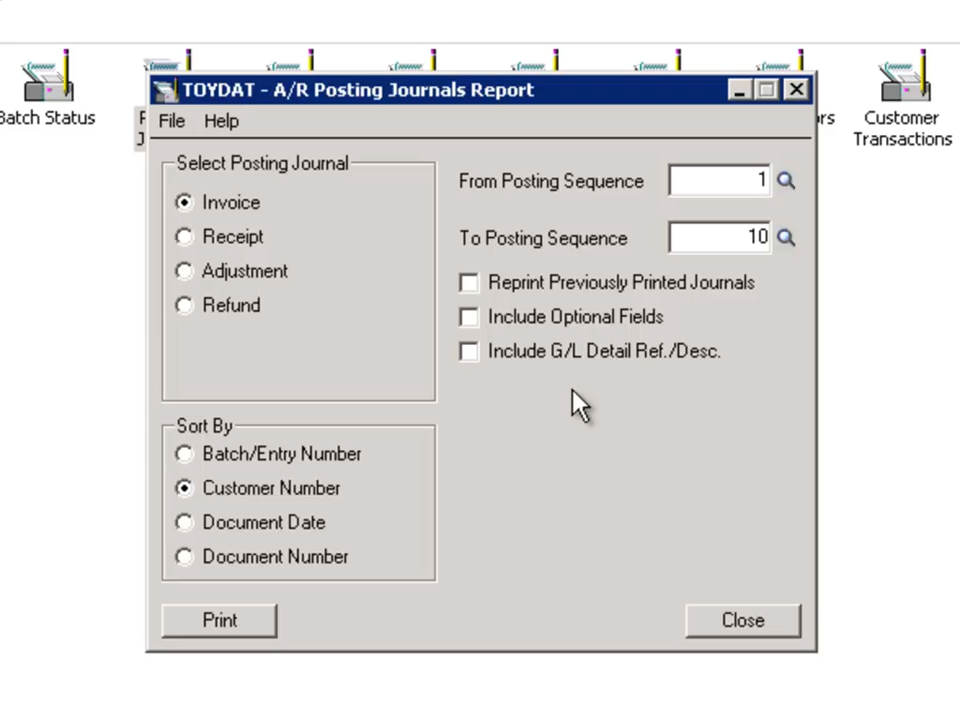 TOYDAT - A/R Posting Journals Report
Batch Status
Customer
Transactions
File Help
Select Posting Journal
Invoice
Receipt
Adjustment
Refund
From Posting Sequence 1
To Posting Sequence 10
Reprint Previously Printed Journals
Include Optional Fields
Include G/L Detail Ref./Desc.
Sort By
Batch/Entry Number
Customer Number
Document Date
Document Number
Print
Close